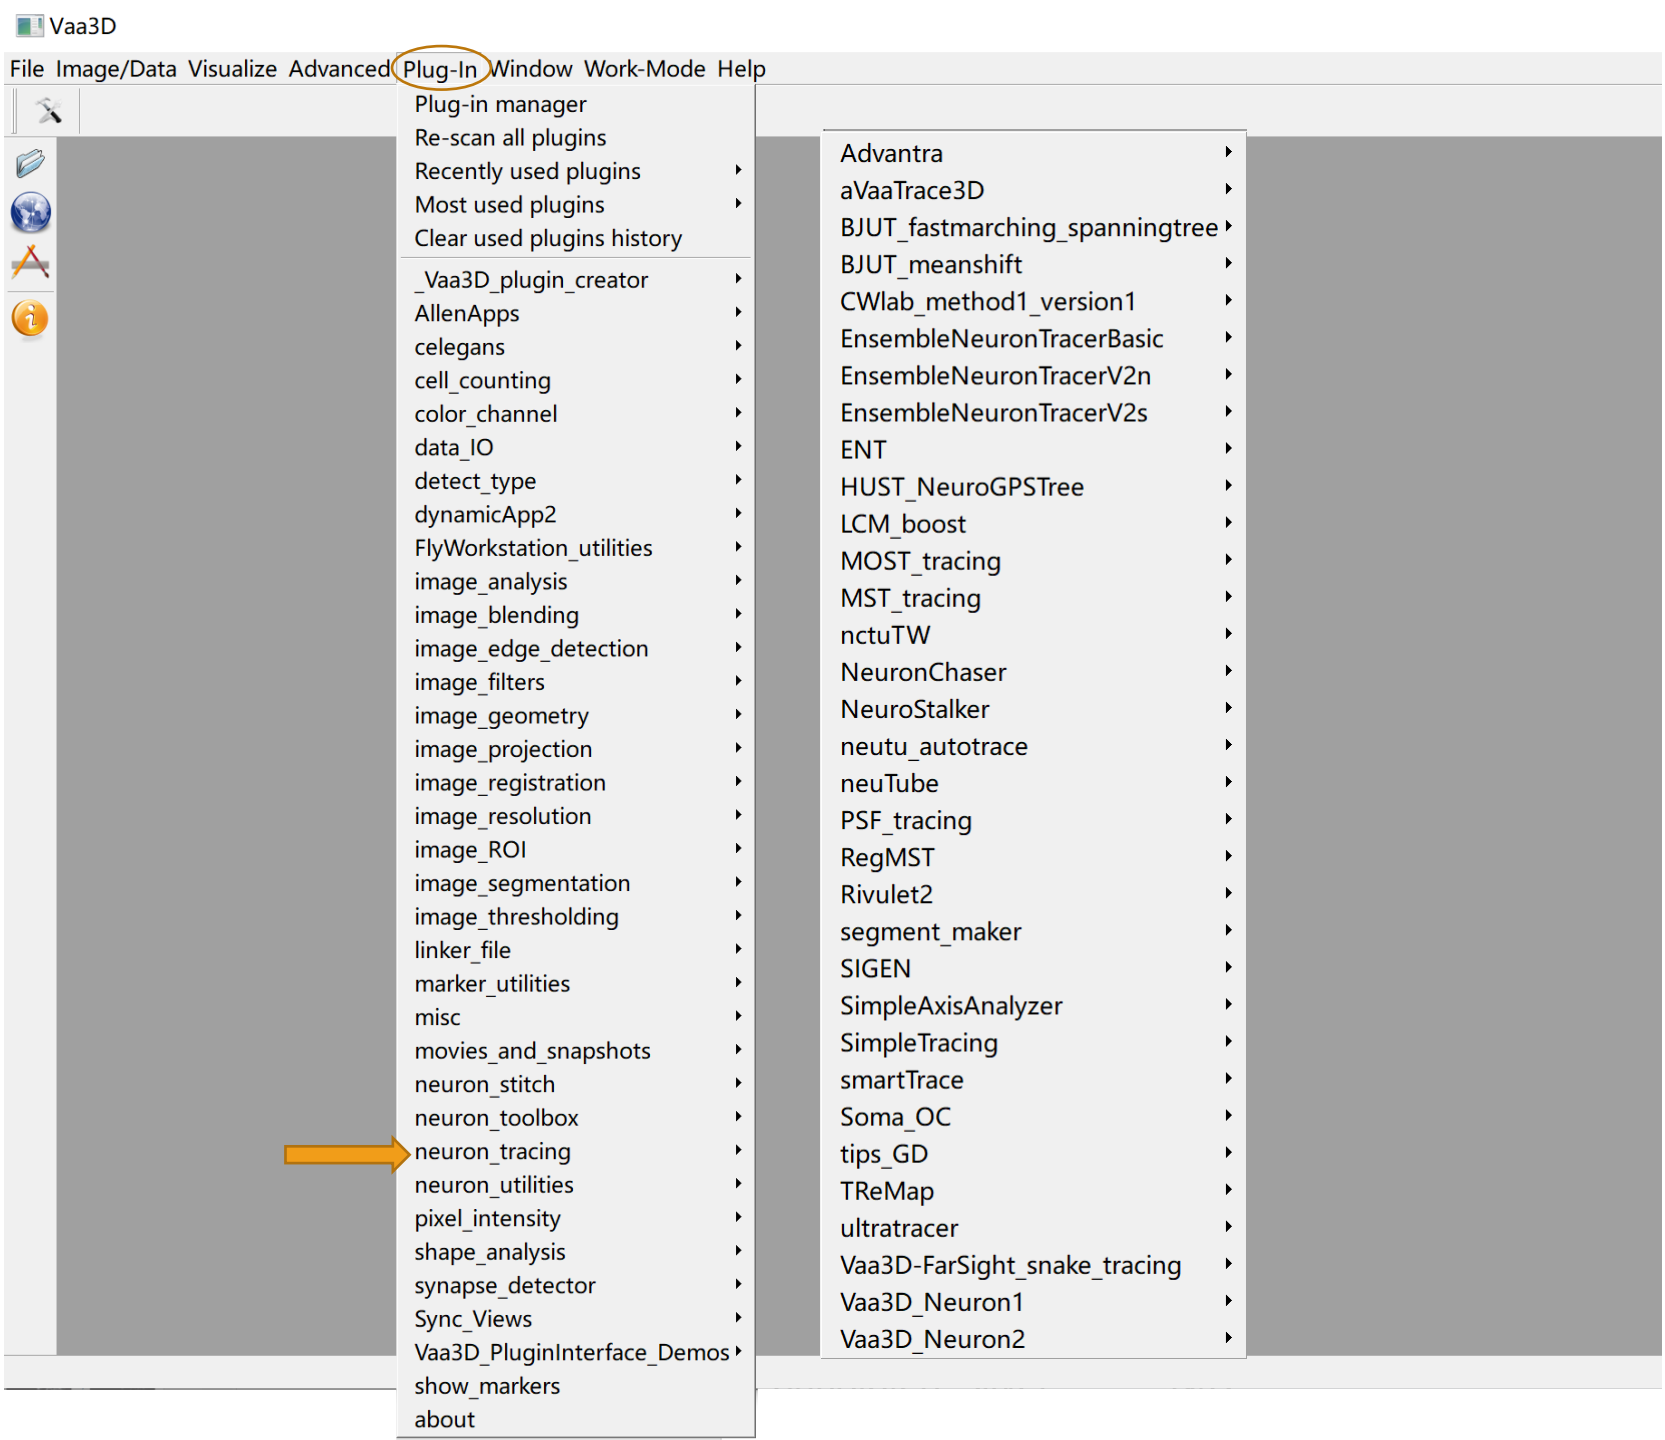 Vaa3D
File Image/Data Visualize Advanced Plug-In Window Work-Mode Help
Plug-in manager
Re-scan all plugins
Recently used plugins
Most used plugins
Clear used plugins history
_Vaa3D_plugin_creator
AllenApps
celegans
cell_counting
color_channel
data_IO
detect_type
dynamicApp2
FlyWorkstation_utilities
image_analysis
image_blending
image_edge_detection
image_filters
image_geometry
image_projection
image_registration
image_resolution
image_ROI
image_segmentation
image_thresholding
linker_file
marker_utilities
misc
movies_and_snapshots
neuron_stitch
neuron_toolbox
neuron_tracing
neuron_utilities
pixel_intensity
shape_analysis
synapse_detector
Sync_Views
Vaa3D_PluginInterface_Demos
show_markers
about
Advantra
aVaaTrace3D
BJUT_fastmarching_spanningtree
BJUT_meanshift
CWlab_method1_version1
EnsembleNeuronTracerBasic
EnsembleNeuronTracerV2n
EnsembleNeuronTracerV2s
ENT
HUST_NeuroGPSTree
LCM_boost
MOST_tracing
MST_tracing
nctuTW
NeuronChaser
NeuroStalker
neutu_autotrace
neuTube
PSF_tracing
RegMST
Rivulet2
segment_maker
SIGEN
SimpleAxisAnalyzer
SimpleTracing
smartTrace
Soma_OC
tips_GD
TReMap
ultratracer
Vaa3D-FarSight_snake_tracing
Vaa3D_Neuron1
Vaa3D_Neuron2